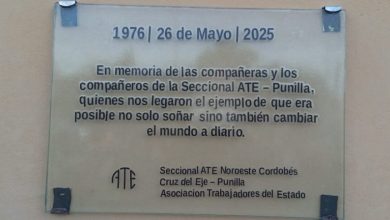 1976| 26 de Mayo | 2025
En memoria de las compañeras y los
compañeros de la Seccional ATE – Punilla,
quienes nos legaron el ejemplo de que era
posible no solo soñar sino también cambiar
el mundo a diario.
ATE
Seccional ATE Noroeste Cordobés
Cruz del Eje – Punilla
Asociacion Trabajadores del Estado